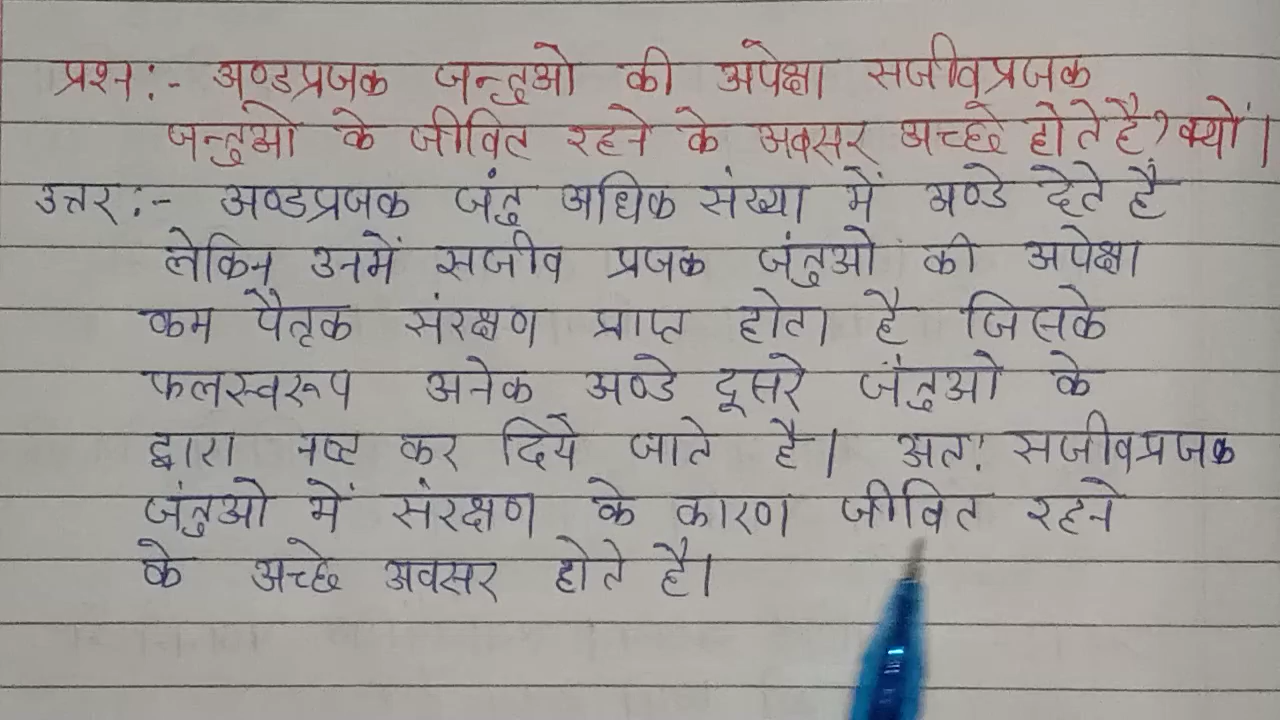 प्रश्न:- अण्डप्रजक जन्तुओ की अपेक्षा सजीवप्रजक
जन्तुओ के जीवित रहने के अवसर अच्छे होते है? क्यों।
उत्तर:- अण्डप्रजक जंतु अधिक संख्या में अण्डे देते है
लेकिन उनमें सजीव प्रजक जंतुओ की अपेक्षा
कम पैतृक संरक्षण प्राप्त होता है जिसके
फलस्वरूप अनेक अण्डे दूसरे जंतुओ के
द्वारा नष्ट कर दिये जाते है। अतः सजीवप्रजक
जंतुओ में संरक्षण के कारण जीवित रहने
के अच्छे अवसर होते है।